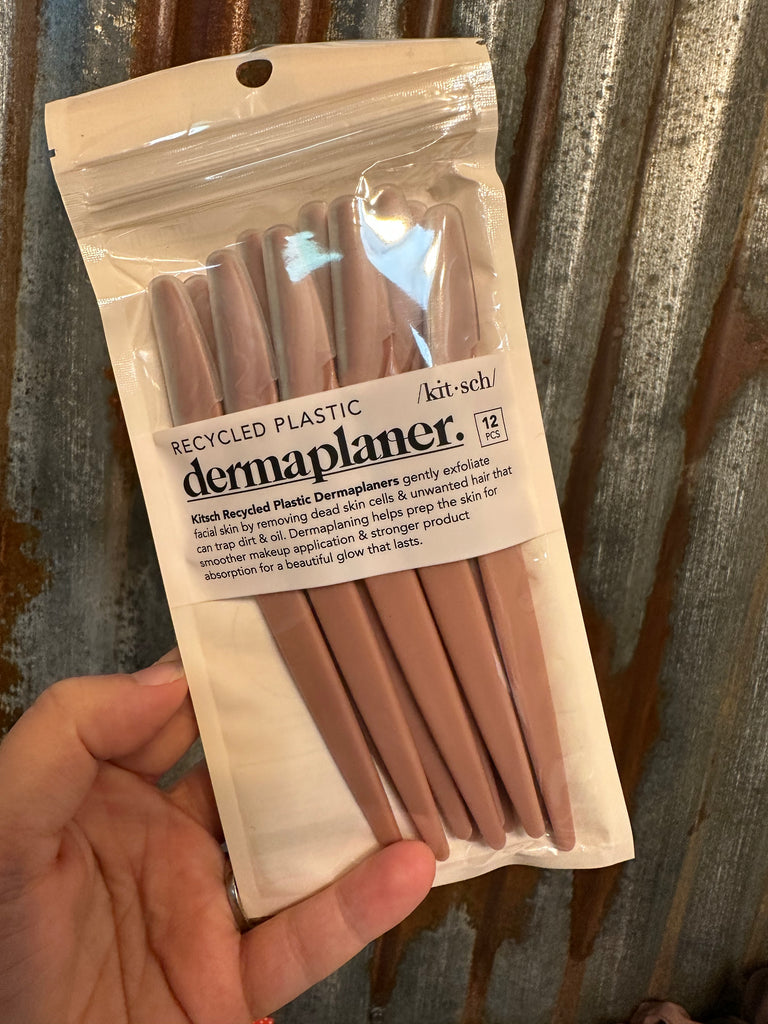 /kit·sch/
RECYCLED PLASTIC
dermaplaner.
12
PCS
Kitsch Recycled Plastic Dermaplaners gently exfoliate
facial skin by removing dead skin cells & unwanted hair that
can trap dirt & oil. Dermaplaning helps prep the skin for
smoother makeup application & stronger product
absorption for a beautiful glow that lasts.